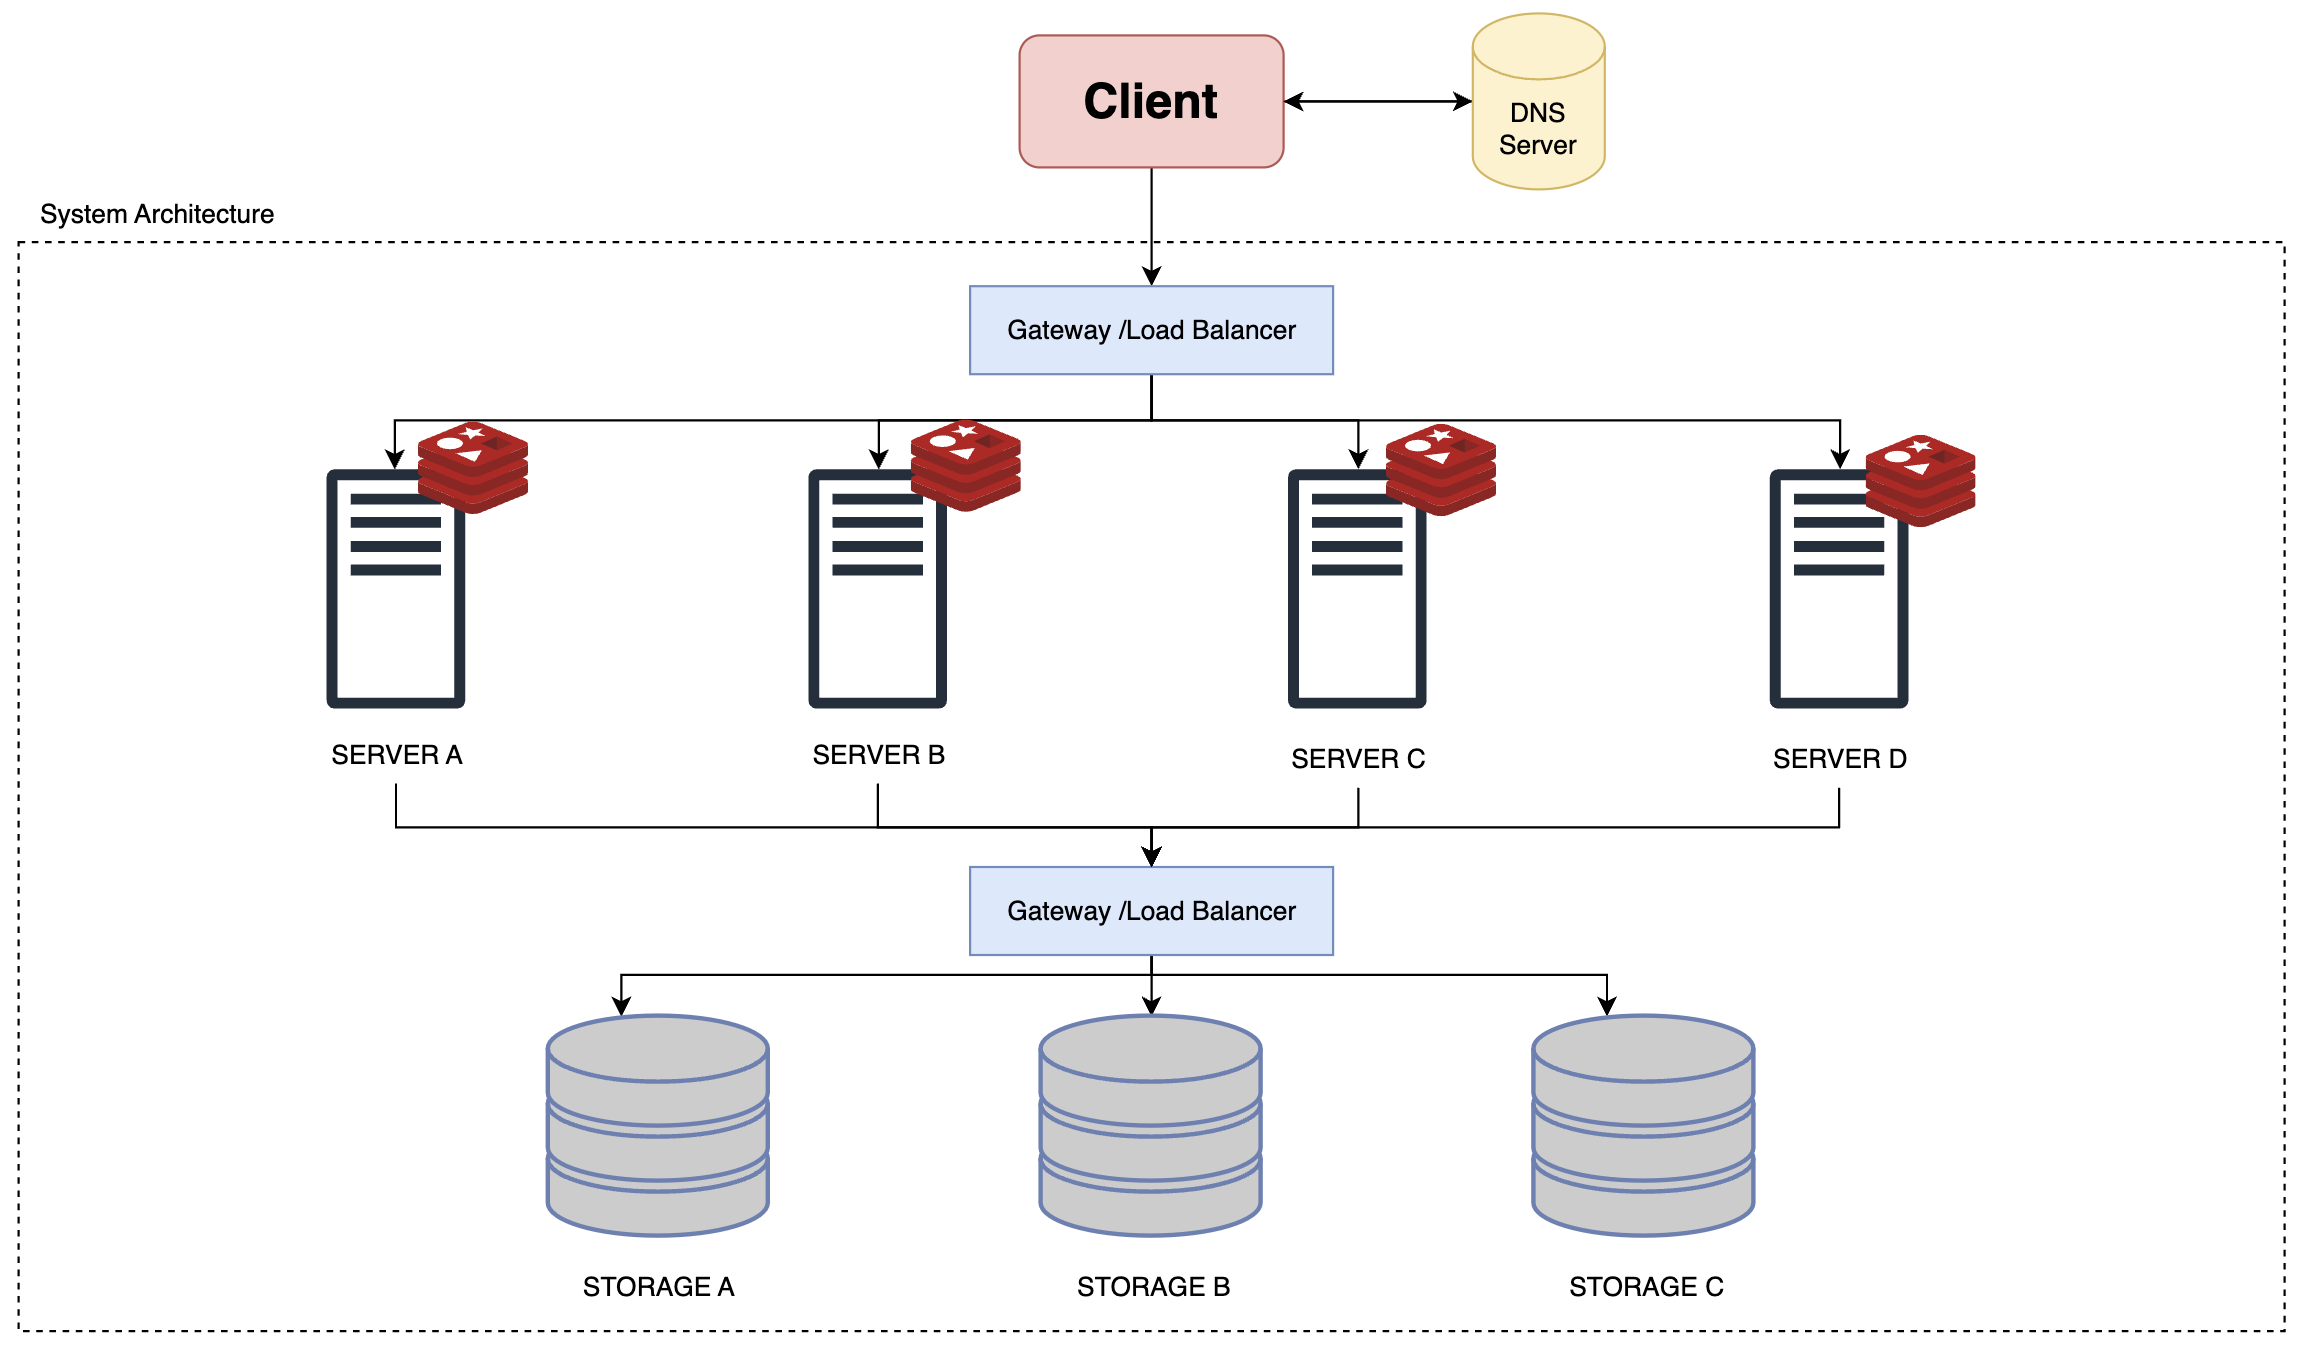 Client
DNS
Server
System Architecture
Gateway /Load Balancer
SERVER A
SERVER B
SERVER C
SERVER D
Gateway /Load Balancer
STORAGE A
STORAGE B
STORAGE C